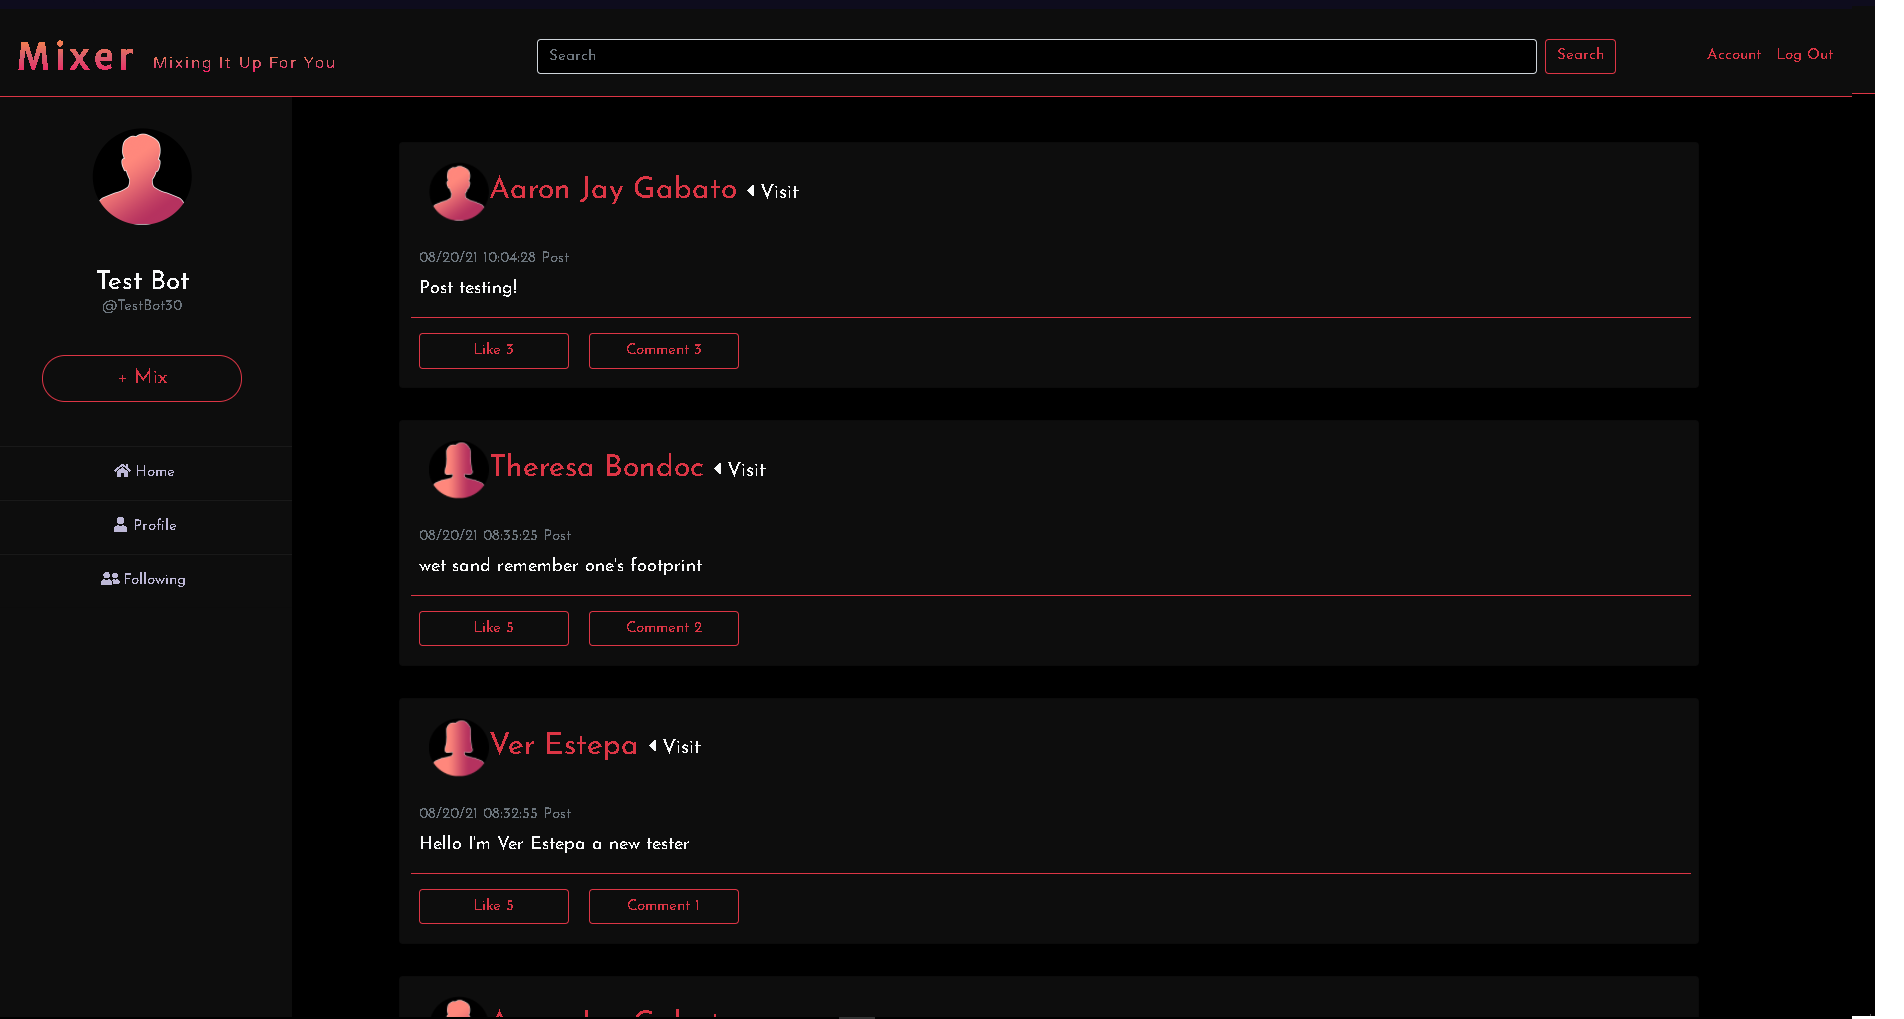 Mixer Mixing It Up For You
Search
Search
Account Log Out
Test Bot
@TestBot30
+ Mix
Home
Profile
Following
Aaron Jay Gabato Visit
08/20/21 10:04:28 Post
Post testing!
Like 3 Comment 3
Theresa Bondoc Visit
08/20/21 08:35:25 Post
wet sand remember one's footprint
Like 5 Comment 2
Ver Estepa Visit
08/20/21 08:32:55 Post
Hello I'm Ver Estepa a new tester
Like 5 Comment 1